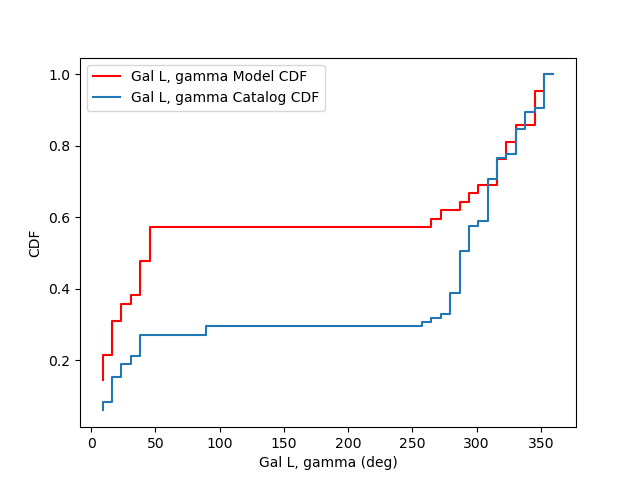 Gal L, gamma Model CDF
Gal L, gamma Catalog CDF
CDF
1.0
0.8
0.6
0.4
0.2
0 50 100 150 200 250 300 350
Gal L, gamma (deg)